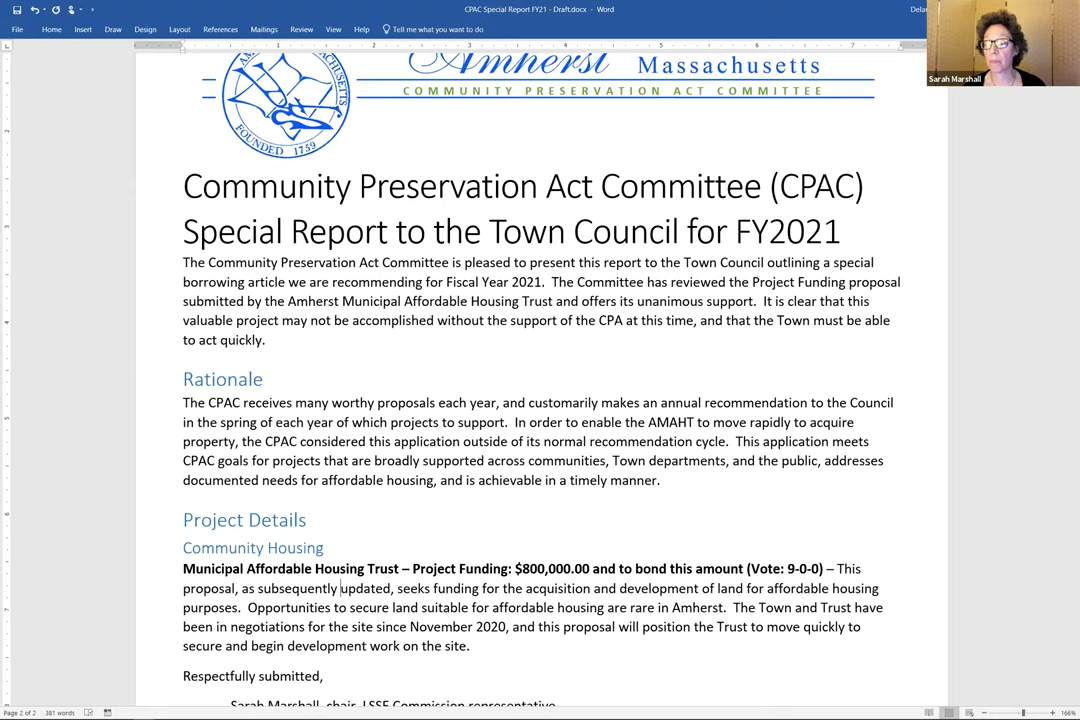 CPAC Special Report FY21 - Draft.docx - Word
File Home Insert Draw Design Layout References Mailings Review View Help Tell me what you want to do
Sarah Marshall
Amherst Massachusetts
COMMUNITY PRESERVATION ACT COMMITTEE
FOUNDED 1759
Community Preservation Act Committee (CPAC)
Special Report to the Town Council for FY2021
The Community Preservation Act Committee is pleased to present this report to the Town Council outlining a special
borrowing article we are recommending for Fiscal Year 2021. The Committee has reviewed the Project Funding proposal
submitted by the Amherst Municipal Affordable Housing Trust and offers its unanimous support. It is clear that this
valuable project may not be accomplished without the support of the CPA at this time, and that the Town must be able
to act quickly.
Rationale
The CPAC receives many worthy proposals each year, and customarily makes an annual recommendation to the Council
in the spring of each year of which projects to support. In order to enable the AMAHT to move rapidly to acquire
property, the CPAC considered this application outside of its normal recommendation cycle. This application meets
CPAC goals for projects that are broadly supported across communities, Town departments, and the public, addresses
documented needs for affordable housing, and is achievable in a timely manner.
Project Details
Community Housing
Municipal Affordable Housing Trust – Project Funding: $800,000.00 and to bond this amount (Vote: 9-0-0) – This
proposal, as subsequently updated, seeks funding for the acquisition and development of land for affordable housing
purposes. Opportunities to secure land suitable for affordable housing are rare in Amherst. The Town and Trust have
been in negotiations for the site since November 2020, and this proposal will position the Trust to move quickly to
secure and begin development work on the site.
Respectfully submitted,
Sarah Marshall, chair, LSSE Commission representative
Page 2 of 2 381 words 166%